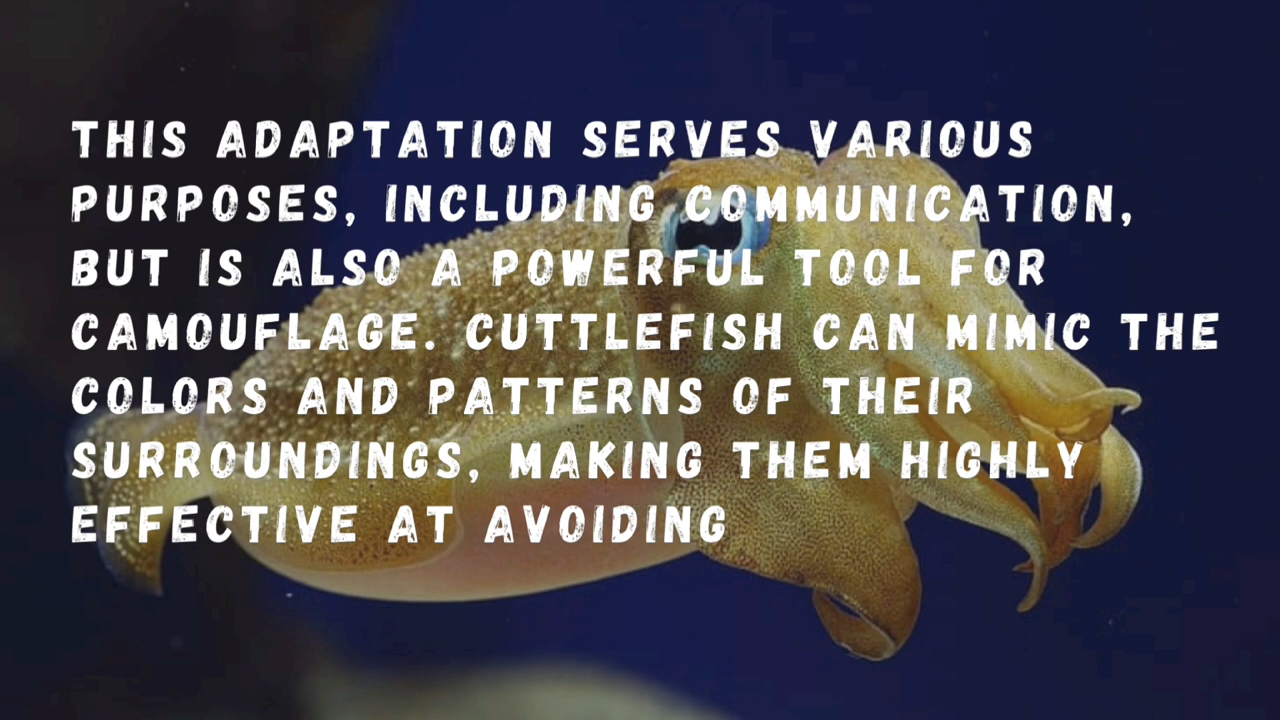 THIS ADAPTATION SERVES VARIOUS
PURPOSES, INCLUDING COMMUNICATION,
BUT IS ALSO A POWERFUL TOOL FOR
CAMOUFLAGE. CUTTLEFISH CAN MIMIC THE
COLORS AND PATTERNS OF THEIR
SURROUNDINGS, MAKING THEM HIGHLY
EFFECTIVE AT AVOIDING